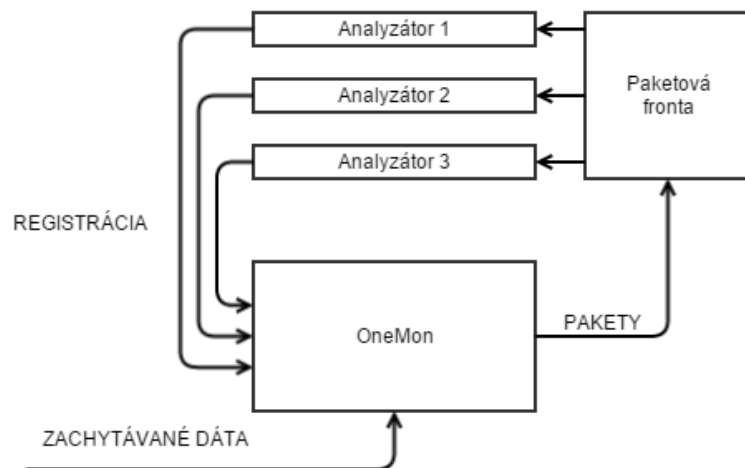 Analyzátor 1
Analyzátor 2
Analyzátor 3
Paketová
fronta
REGISTRÁCIA
OneMon
PAKETY
ZACHYTÁVANÉ DÁTA